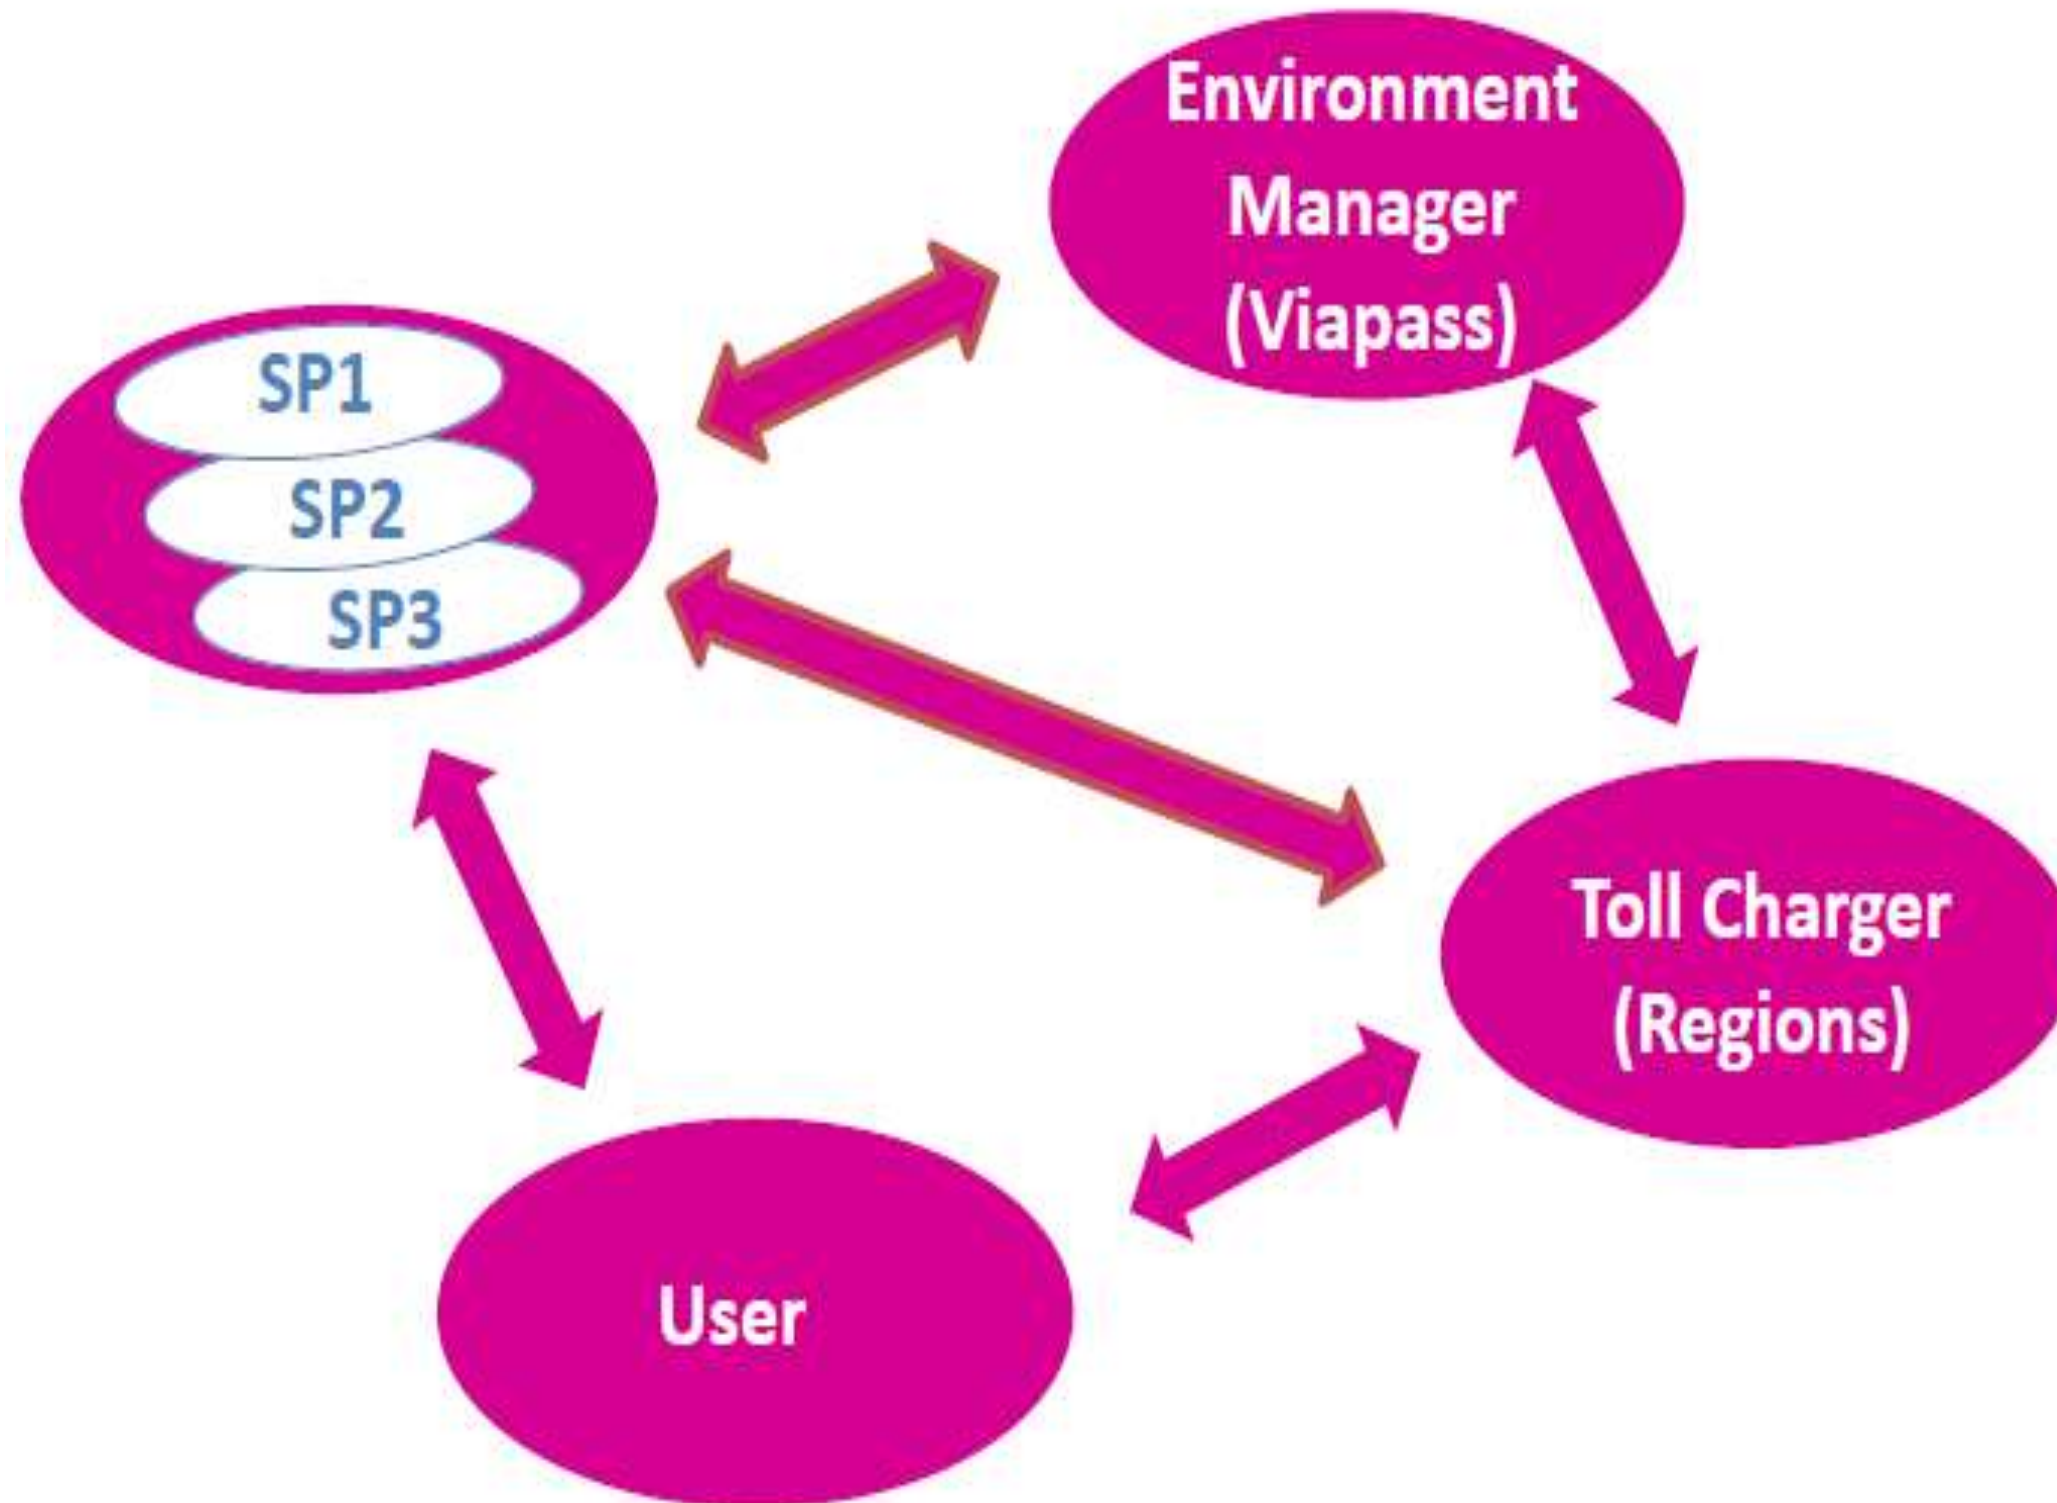 Environment
Manager
(Viapass)
SP1
SP2
SP3
Toll Charger
(Regions)
User